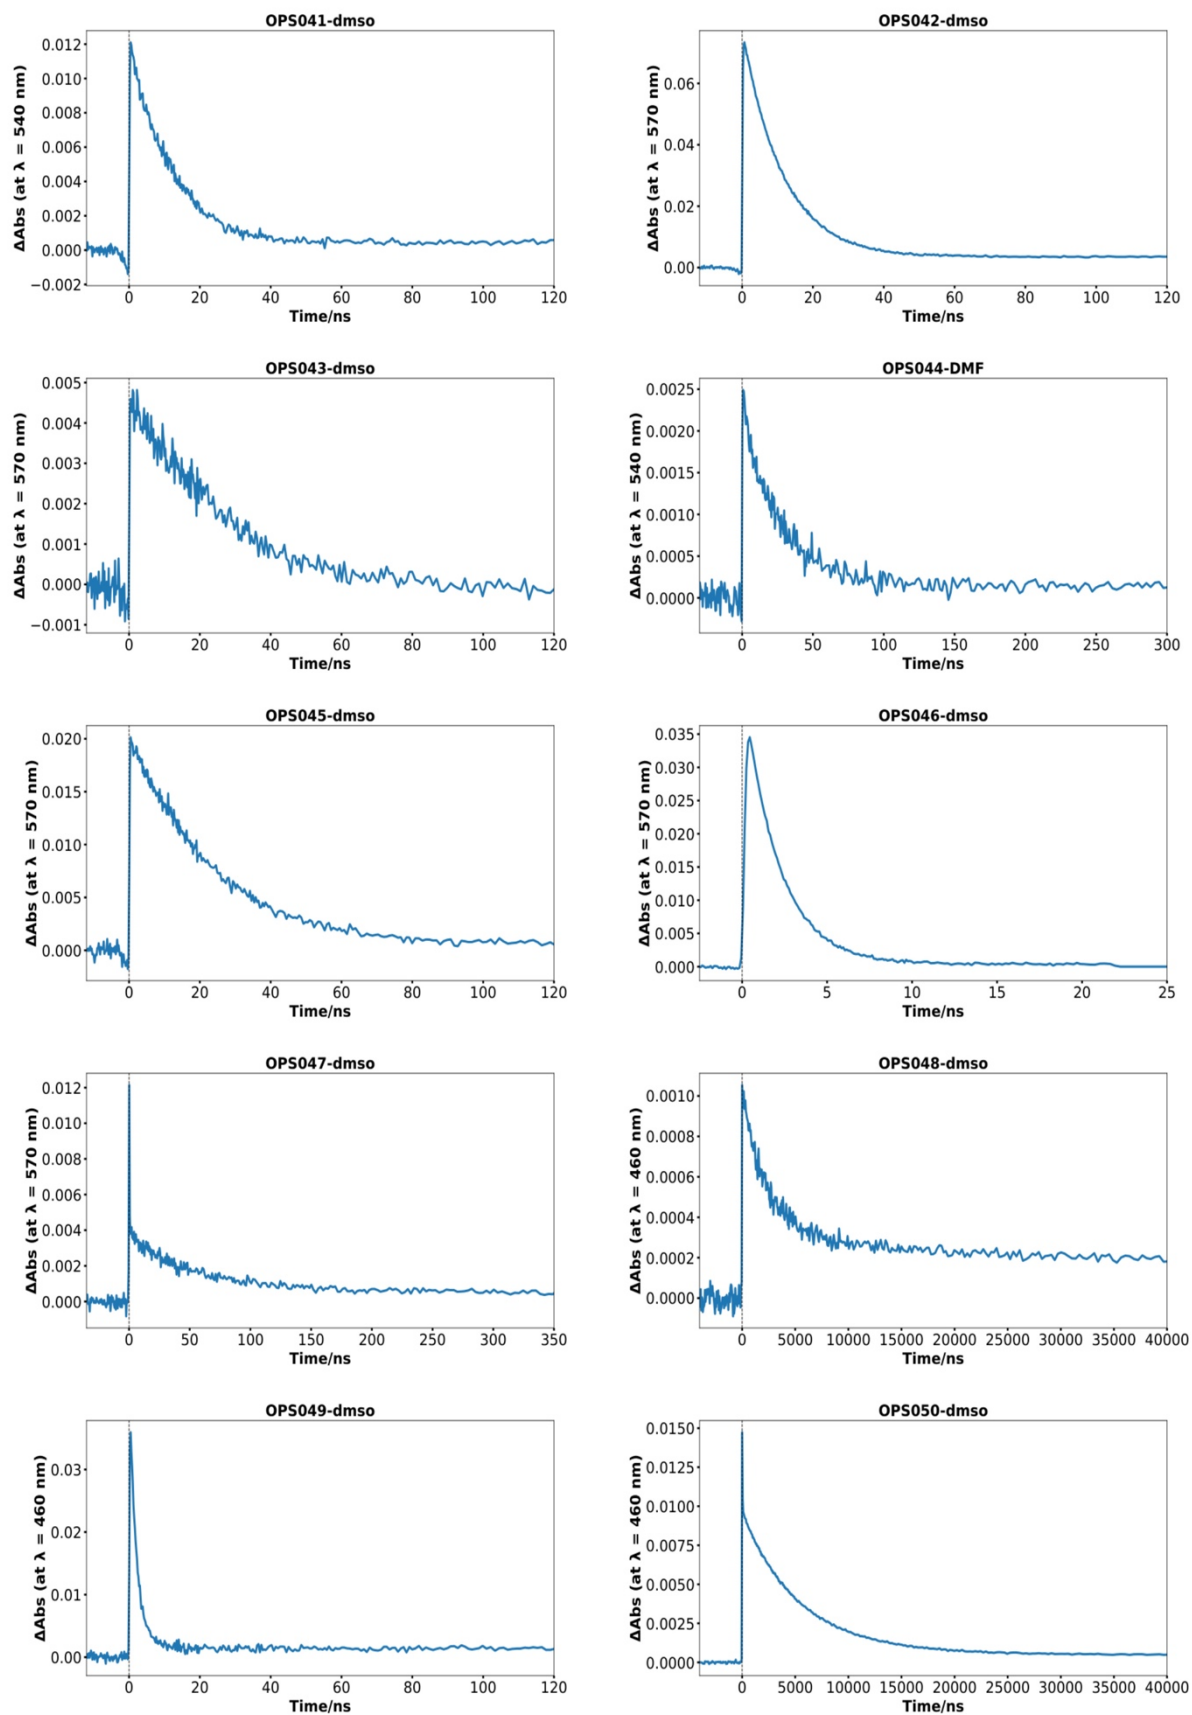 OPS041-dmso
ΔAbs (at λ = 540 nm)
0.012
0.010
0.008
0.006
0.004
0.002
0.000
−0.002
0 20 40 60 80 100 120
Time/ns
OPS042-dmso
ΔAbs (at λ = 570 nm)
0.06
0.04
0.02
0.00
0 20 40 60 80 100 120
Time/ns
OPS043-dmso
ΔAbs (at λ = 570 nm)
0.005
0.004
0.003
0.002
0.001
0.000
−0.001
0 20 40 60 80 100 120
Time/ns
OPS044-DMF
ΔAbs (at λ = 540 nm)
0.0025
0.0020
0.0015
0.0010
0.0005
0.0000
0 50 100 150 200 250 300
Time/ns
OPS045-dmso
ΔAbs (at λ = 570 nm)
0.020
0.015
0.010
0.005
0.000
0 20 40 60 80 100 120
Time/ns
OPS046-dmso
ΔAbs (at λ = 570 nm)
0.035
0.030
0.025
0.020
0.015
0.010
0.005
0.000
0 5 10 15 20 25
Time/ns
OPS047-dmso
ΔAbs (at λ = 570 nm)
0.012
0.010
0.008
0.006
0.004
0.002
0.000
0 50 100 150 200 250 300 350
Time/ns
OPS048-dmso
ΔAbs (at λ = 460 nm)
0.0010
0.0008
0.0006
0.0004
0.0002
0.0000
0 5000 10000 15000 20000 25000 30000 35000 40000
Time/ns
OPS049-dmso
ΔAbs (at λ = 460 nm)
0.03
0.02
0.01
0.00
0 20 40 60 80 100 120
Time/ns
OPS050-dmso
ΔAbs (at λ = 460 nm)
0.0150
0.0125
0.0100
0.0075
0.0050
0.0025
0.0000
0 5000 10000 15000 20000 25000 30000 35000 40000
Time/ns